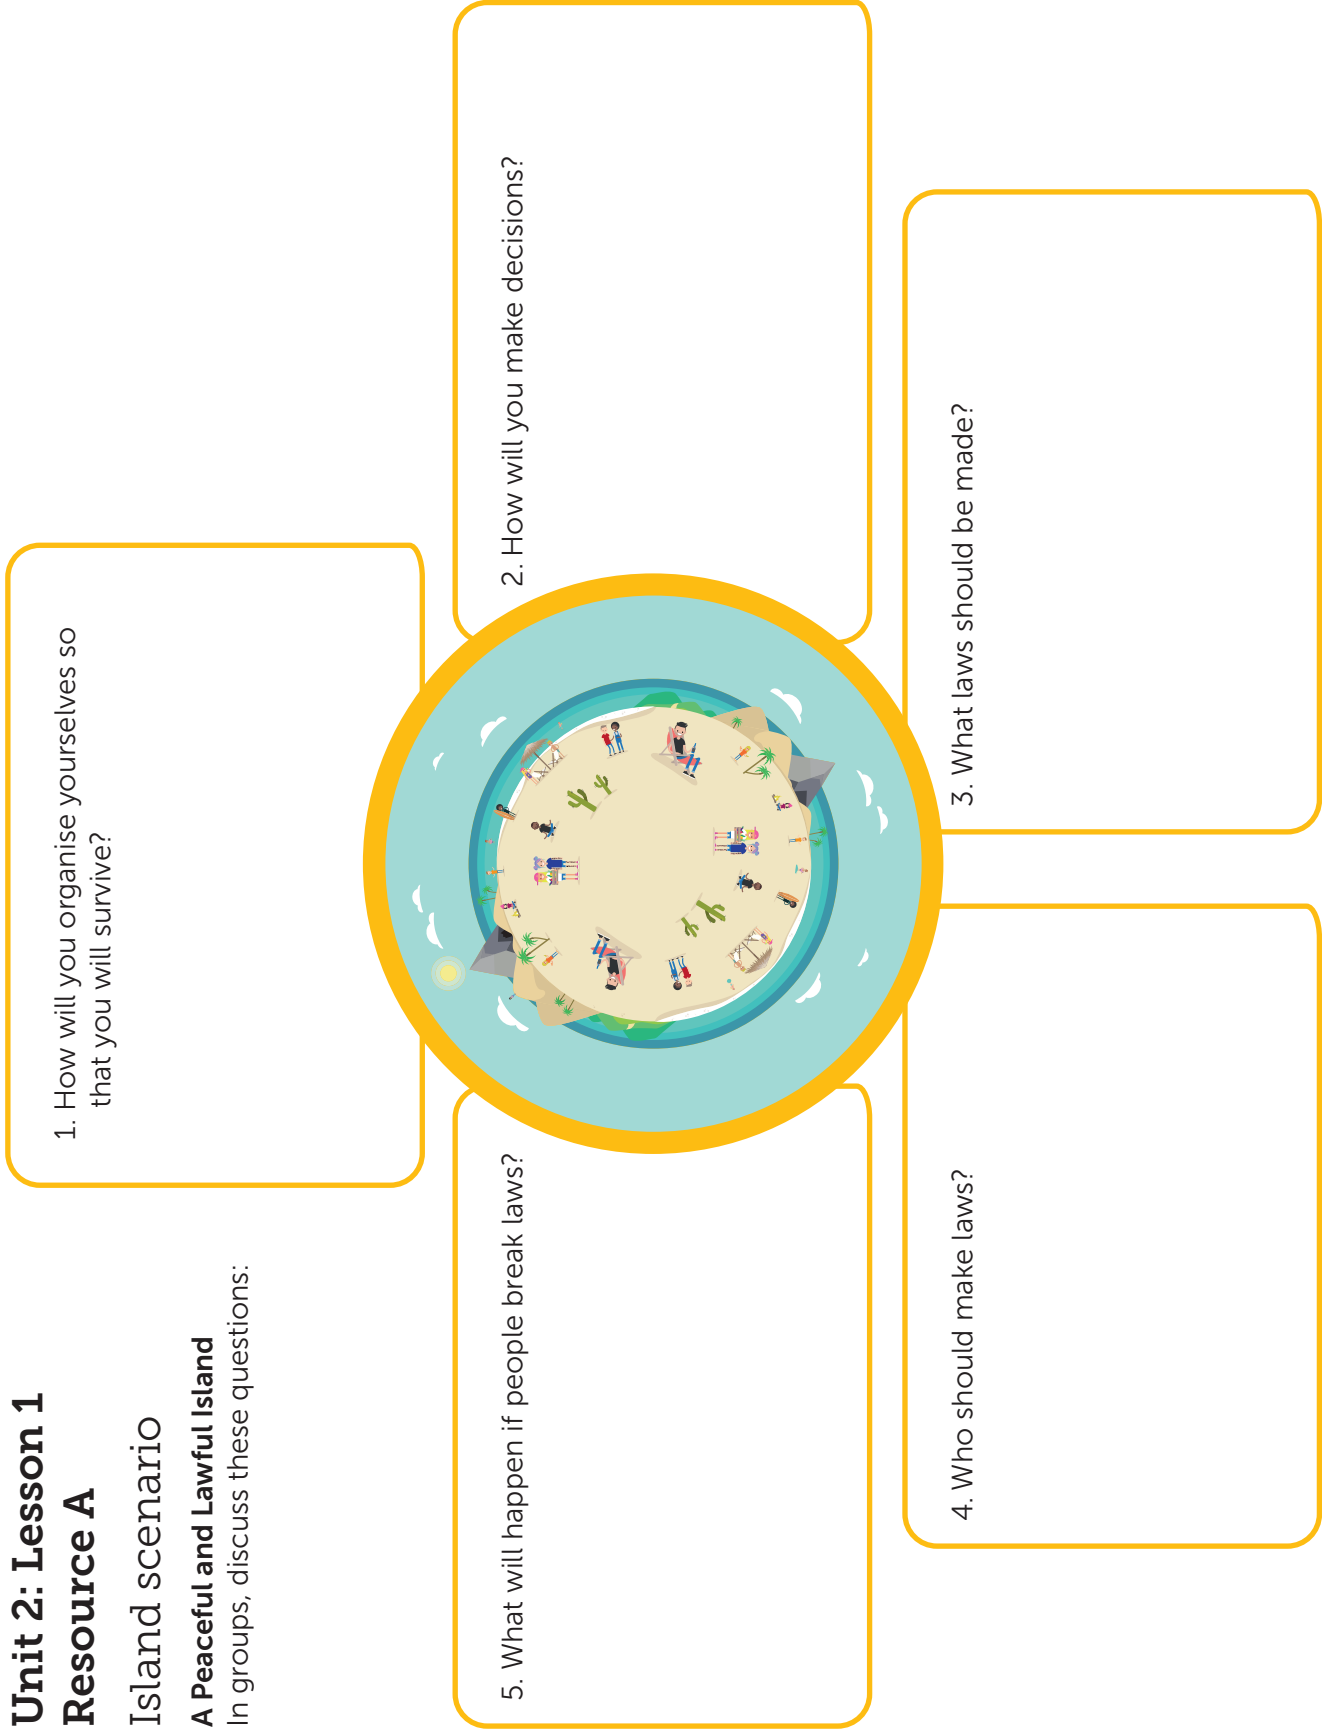 Unit 2: Lesson 1
Resource A
Island scenario
A Peaceful and Lawful Island
In groups, discuss these questions:
1. How will you organise yourselves so
that you will survive?
2. How will you make decisions?
3. What laws should be made?
4. Who should make laws?
5. What will happen if people break laws?